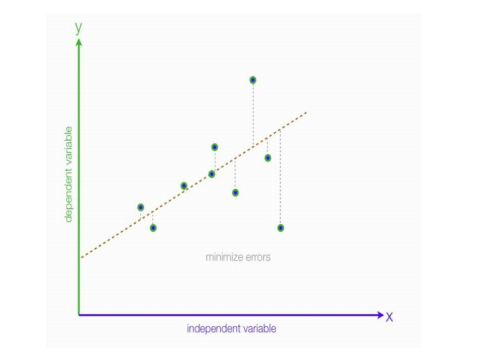 y
dependent variable
minimize errors
x
independent variable